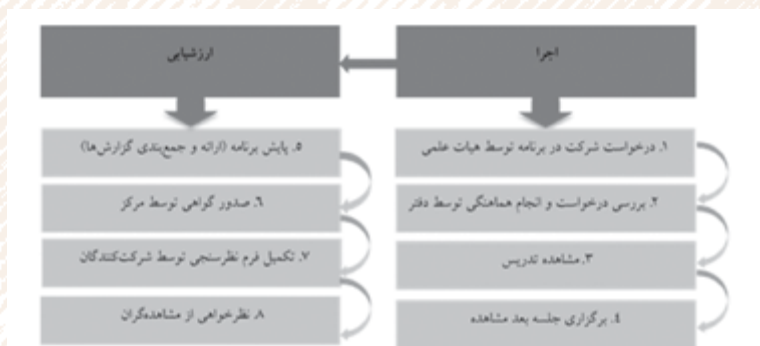 اجرا
۱. درخواست شرکت در برنامه توسط هیات علمی
۲. بررسی درخواست و انجام هماهنگی توسط دفتر
۳. مشاهده تدریس
۴. برگزاری جلسه بعد مشاهده
ارزشیابی
۵. پایش برنامه (ارائه و جمع‌بندی گزارش‌ها)
۶. صدور گواهی توسط مرکز
۷. تکمیل فرم نظرسنجی توسط شرکت‌کنندگان
۸. نظرخواهی از مشاهده‌گران